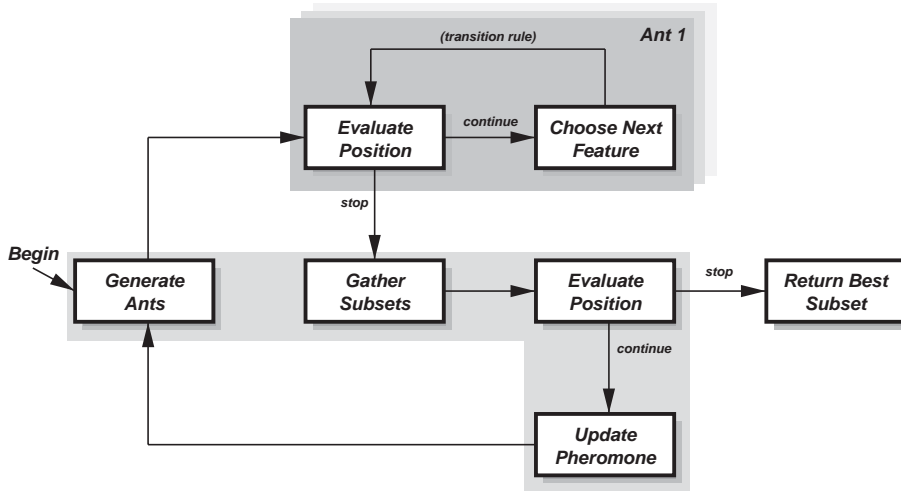 (transition rule)
Ant 1
Evaluate
Position
continue
Choose Next
Feature
stop
Begin
Generate
Ants
Gather
Subsets
Evaluate
Position
stop
Return Best
Subset
continue
Update
Pheromone